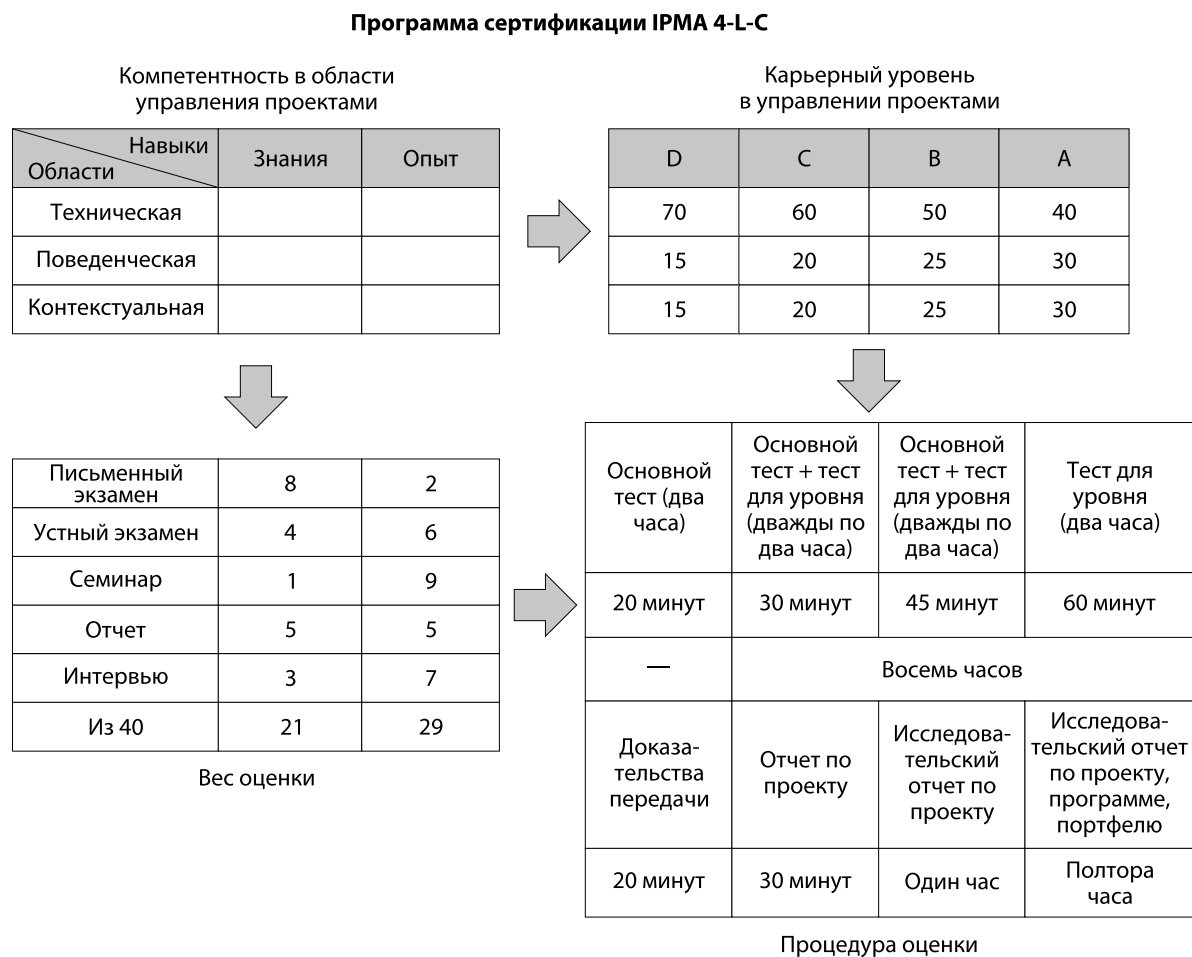 Программа сертификации IPMA 4-L-C
Компетентность в области
управления проектами
Навыки
Области
Знания
Опыт
Техническая
Поведенческая
Контекстуальная
Карьерный уровень
в управлении проектами
D C B A
70 60 50 40
15 20 25 30
15 20 25 30
Письменный
экзамен
8 2
Устный экзамен 4 6
Семинар 1 9
Отчет 5 5
Интервью 3 7
Из 40 21 29
Вес оценки
Основной
тест (два
часа)
Основной
тест + тест
для уровня
(дважды по
два часа)
Основной
тест + тест
для уровня
(дважды по
два часа)
Тест для
уровня
(два часа)
20 минут 30 минут 45 минут 60 минут
— Восемь часов
Доказа-
тельства
передачи
Отчет по
проекту
Исследова-
тельский
отчет по
проекту
Исследова-
тельский отчет
по проекту,
программе,
портфелю
20 минут 30 минут Один час Полтора
часа
Процедура оценки